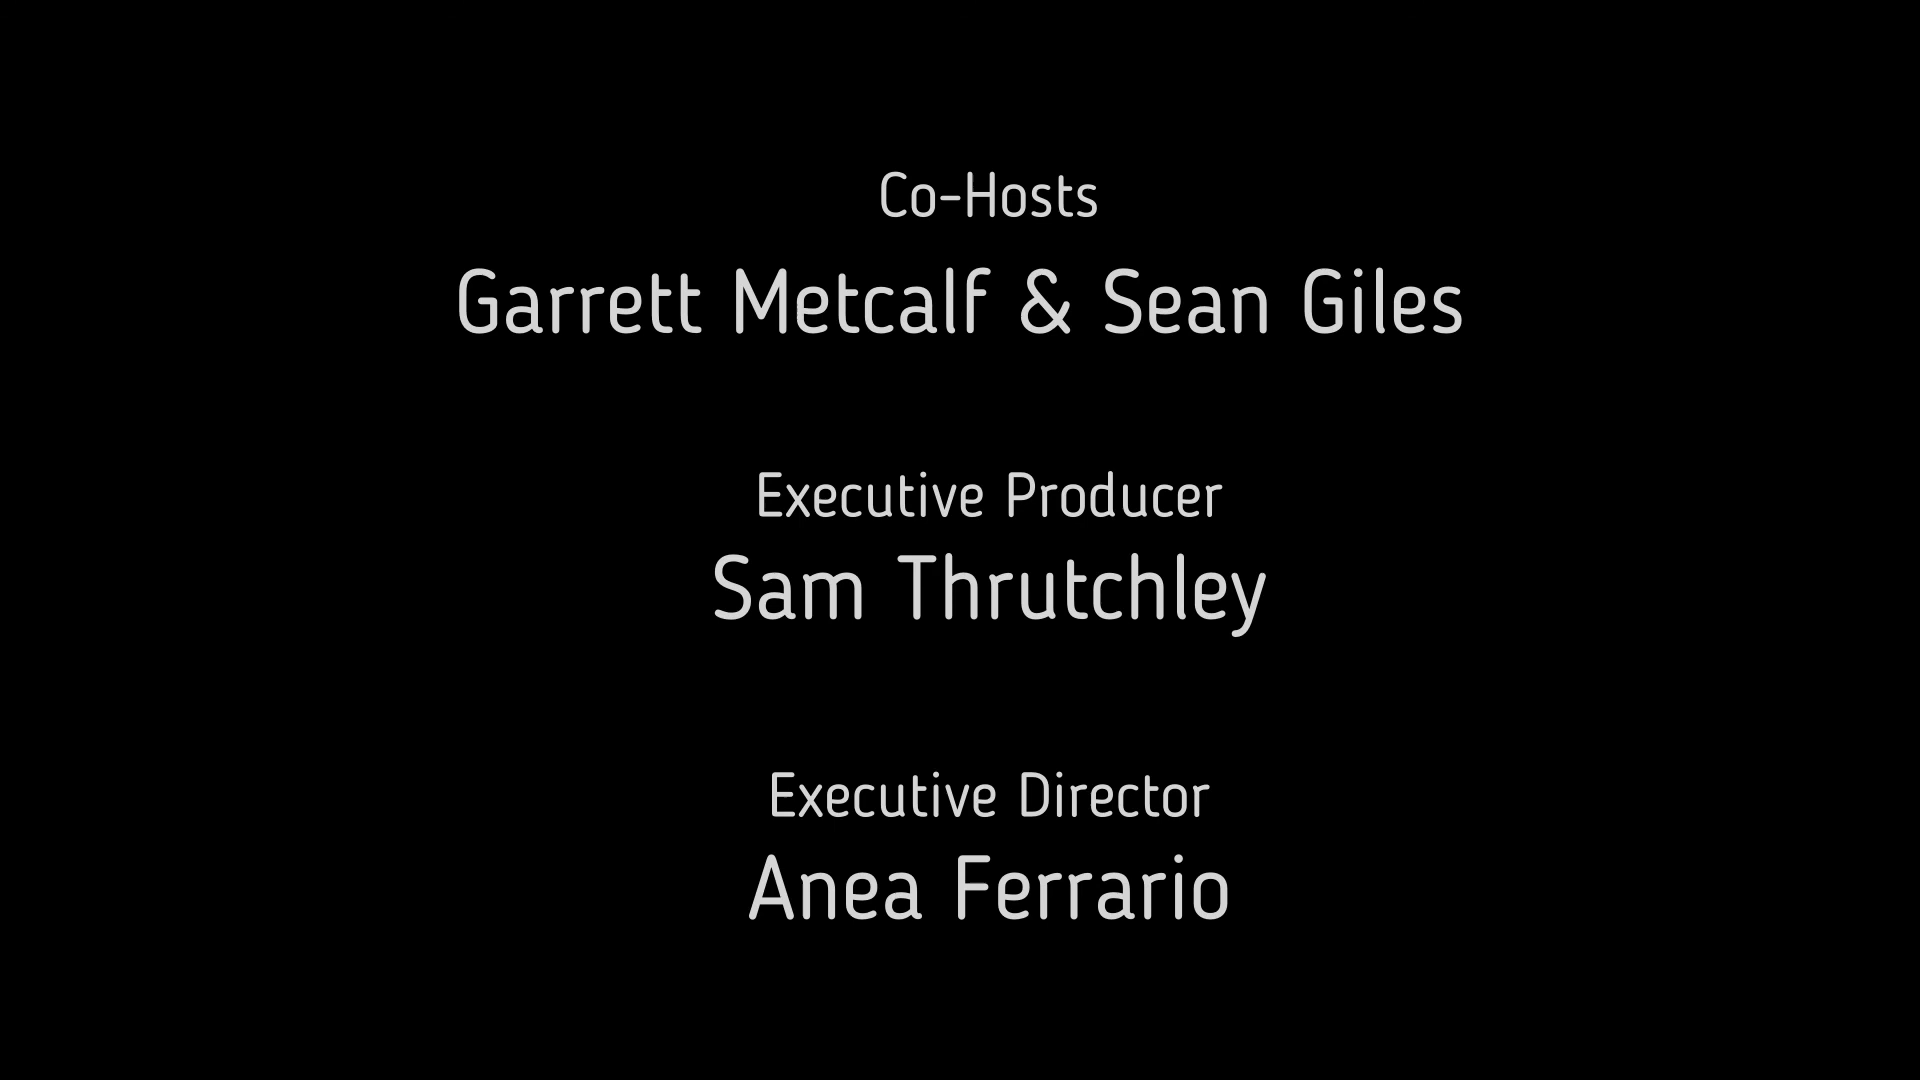 Co-Hosts
Garrett Metcalf & Sean Giles
Executive Producer
Sam Thrutchley
Executive Director
Anea Ferrario